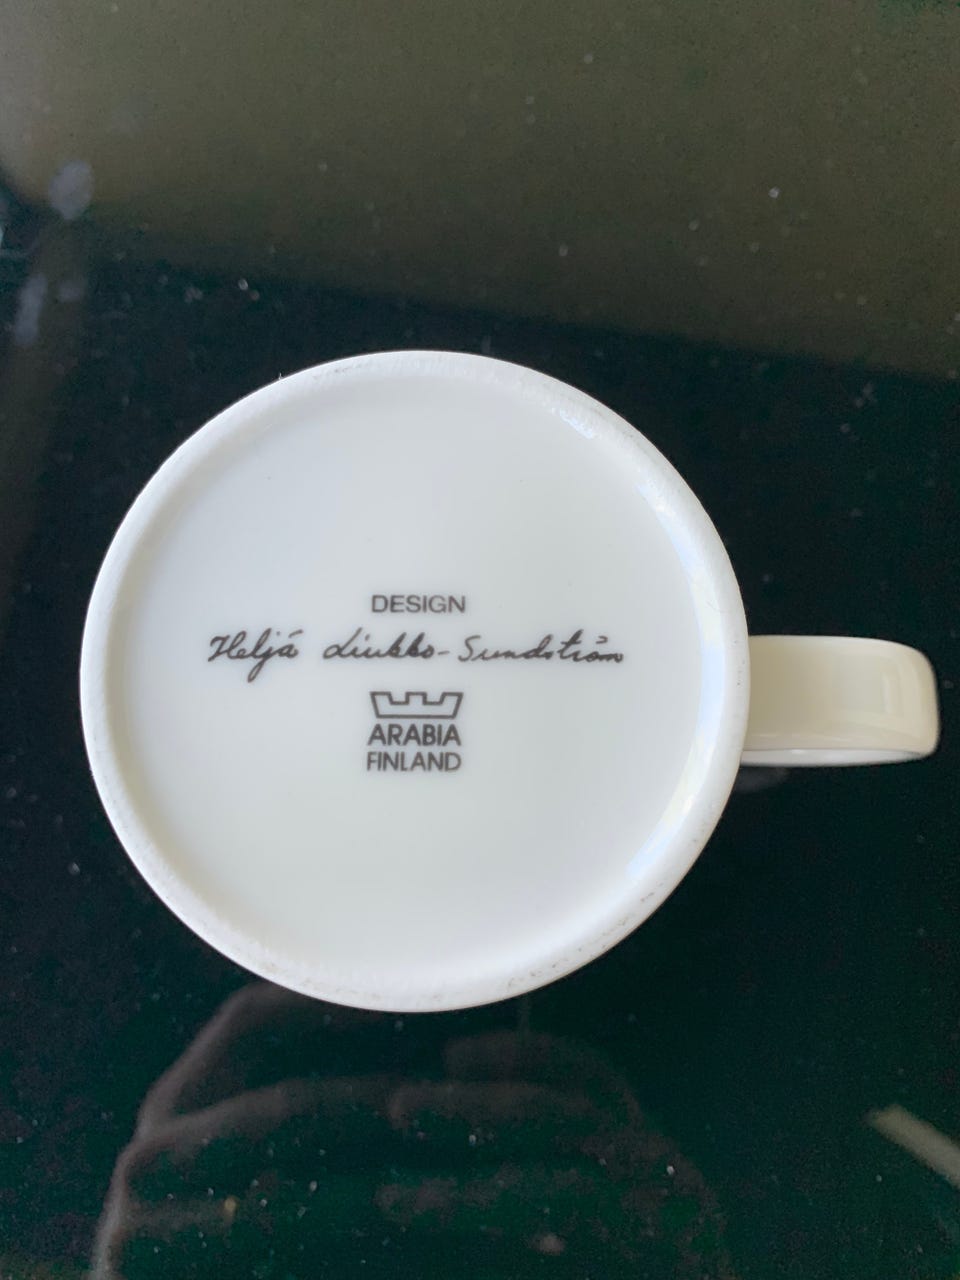 DESIGN
Heljä Liukko-Sundström
ARABIA
FINLAND